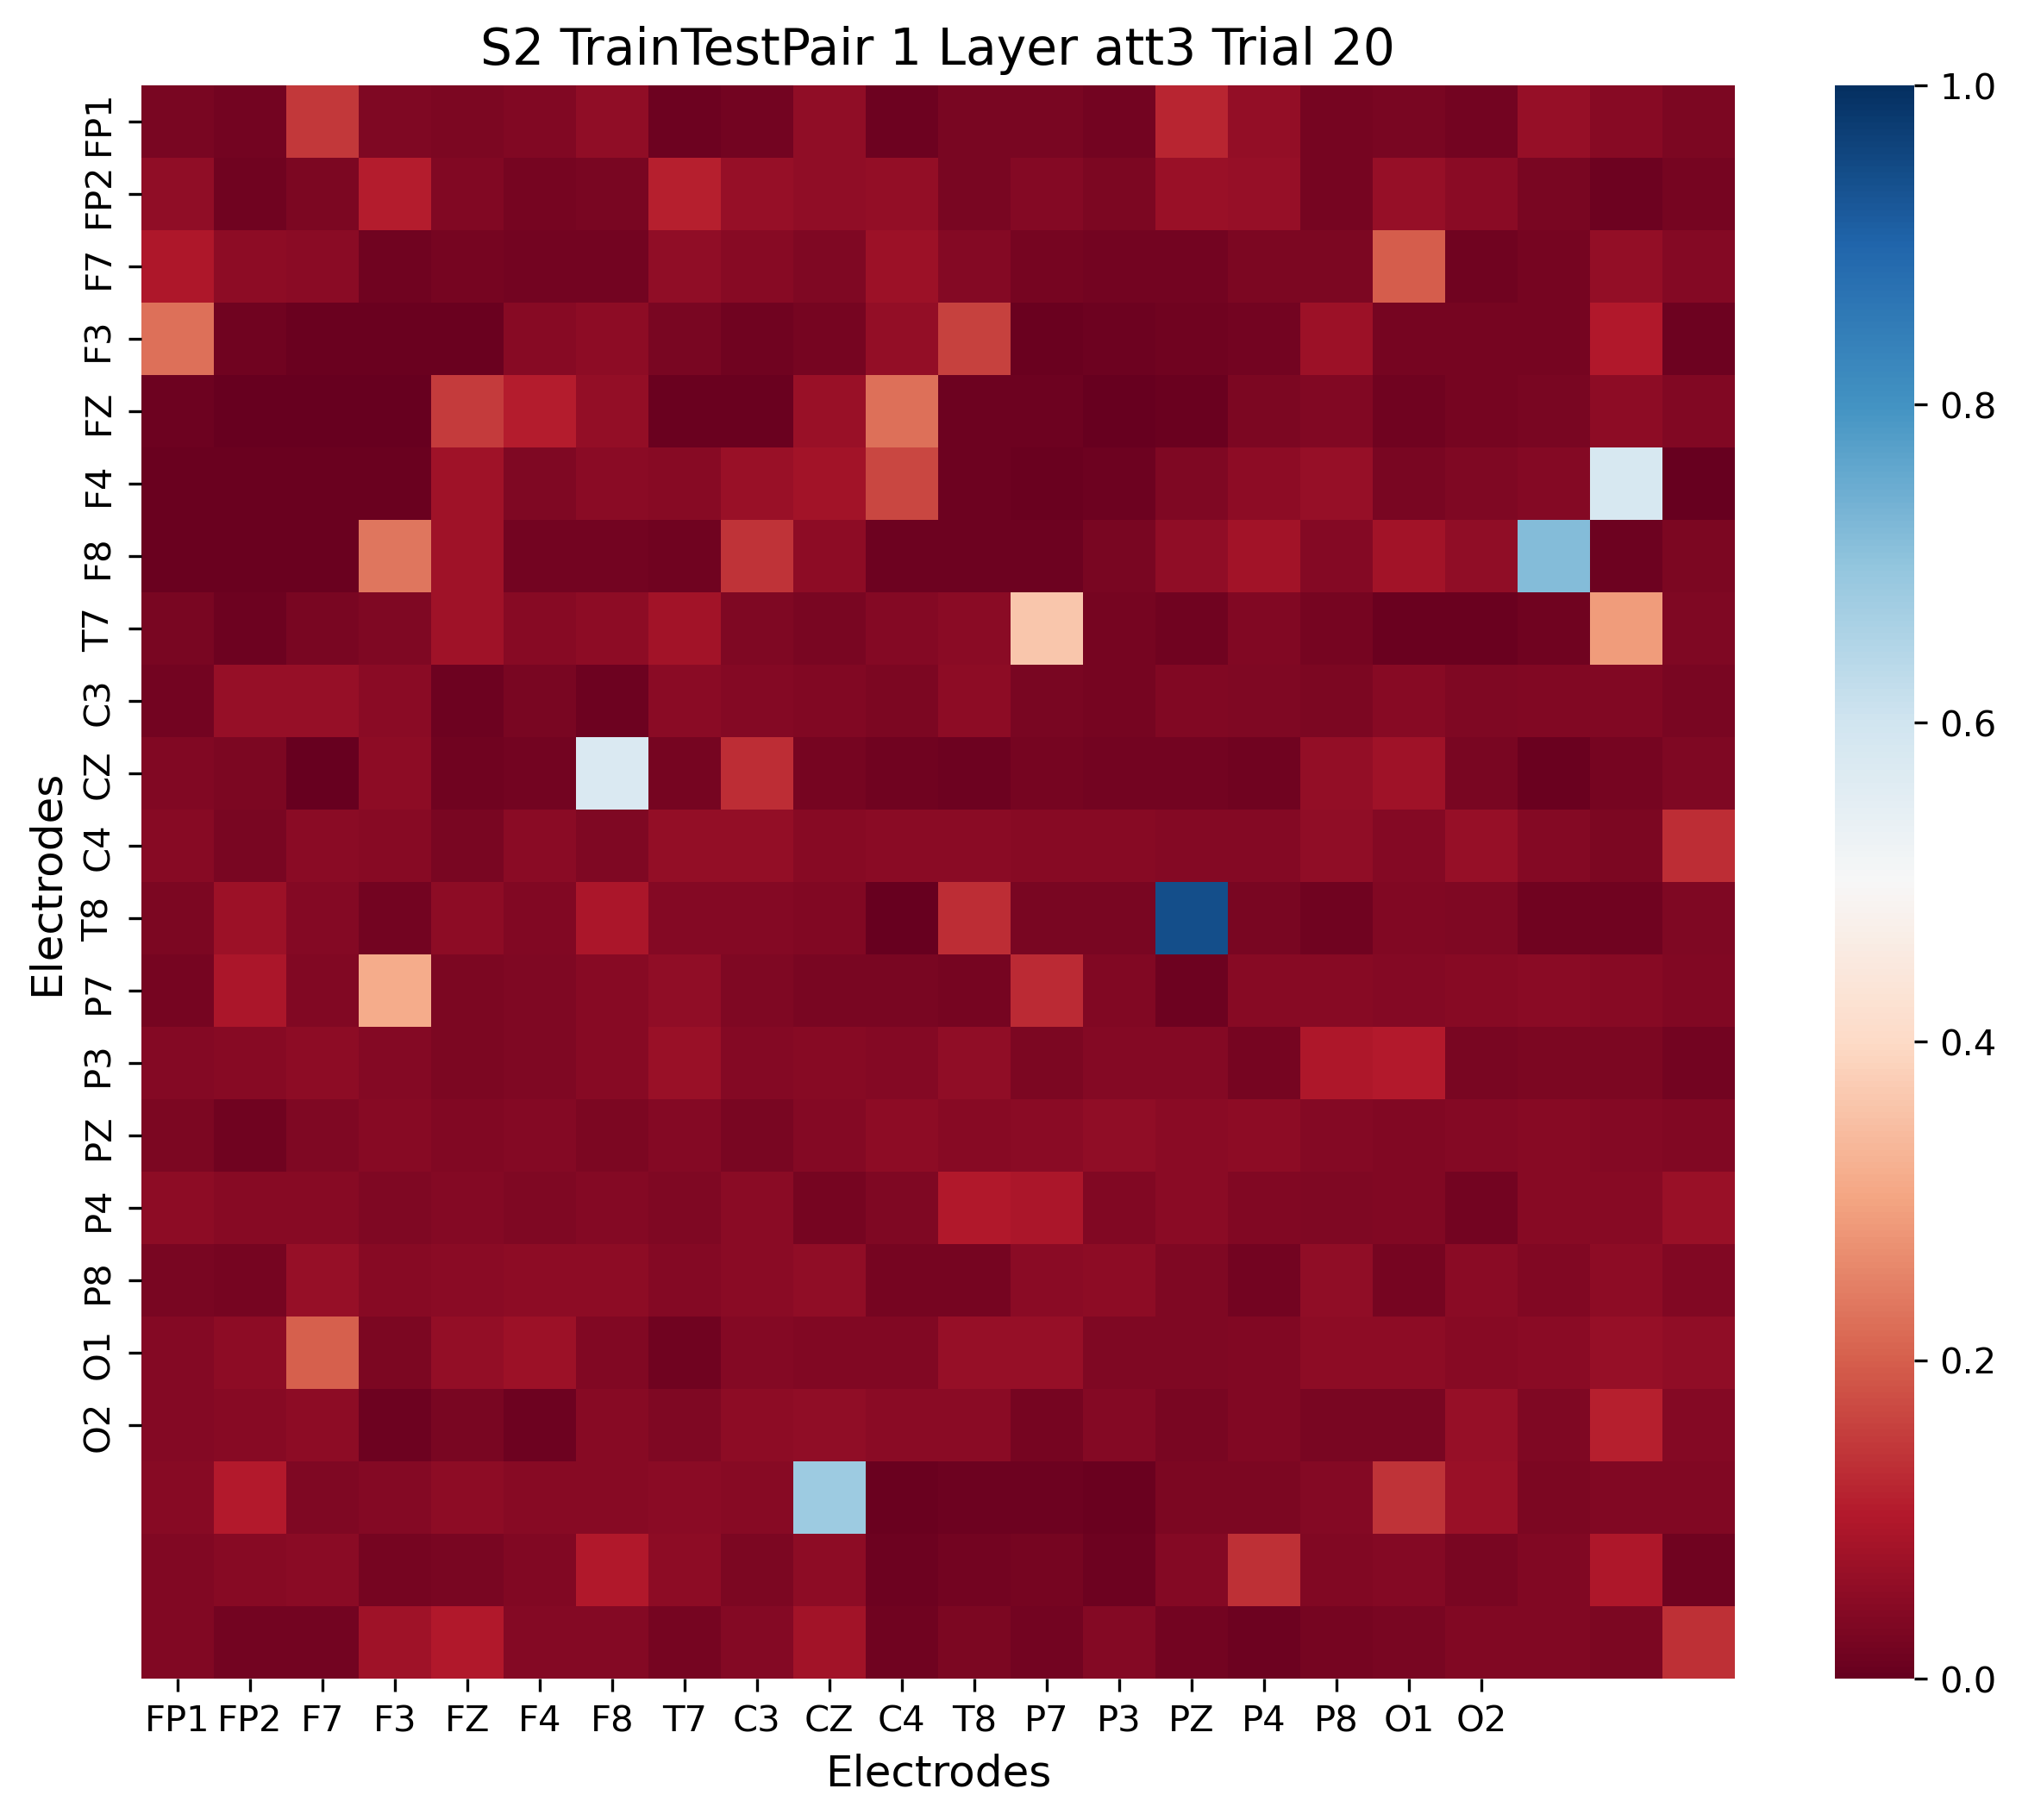 S2 TrainTestPair 1 Layer att3 Trial 20
Electrodes
FP1
FP2
F7
F3
FZ
F4
F8
T7
C3
CZ
C4
T8
P7
P3
PZ
P4
P8
O1
O2
1.0
0.8
0.6
0.4
0.2
0.0
FP1 FP2 F7 F3 FZ F4 F8 T7 C3 CZ C4 T8 P7 P3 PZ P4 P8 O1 O2
Electrodes